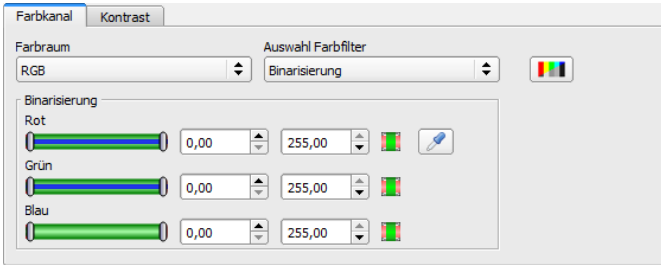 Farbkanal Kontrast
Farbraum Auswahl Farbfilter
RGB Binarisierung
Binarisierung
Rot
0,00 255,00
Grün
0,00 255,00
Blau
0,00 255,00